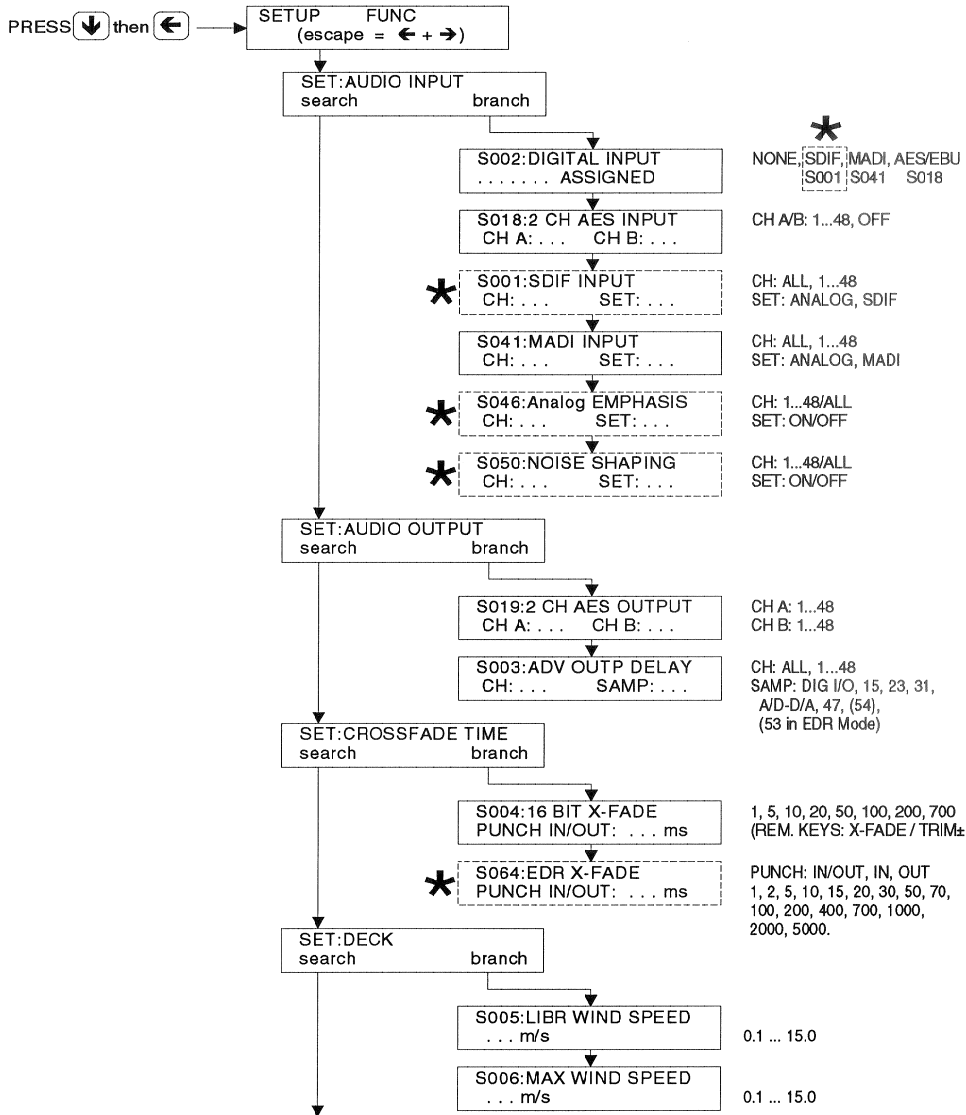 PRESS ↓ then ←
SETUP FUNC
(escape = ← + →)
SET:AUDIO INPUT
search branch
S002:DIGITAL INPUT
. . . . . . . ASSIGNED
NONE, SDIF, MADI, AES/EBU
S001 S041 S018
S018:2 CH AES INPUT
CH A: . . . CH B: . . .
CH A/B: 1...48, OFF
S001:SDIF INPUT
CH: . . . SET: . . .
CH: ALL, 1...48
SET: ANALOG, SDIF
S041:MADI INPUT
CH: . . . SET: . . .
CH: ALL, 1...48
SET: ANALOG, MADI
S046:Analog EMPHASIS
CH: . . . SET: . . .
CH: 1...48/ALL
SET: ON/OFF
S050:NOISE SHAPING
CH: . . . SET: . . .
CH: 1...48/ALL
SET: ON/OFF
SET:AUDIO OUTPUT
search branch
S019:2 CH AES OUTPUT
CH A: . . . CH B: . . .
CH A: 1...48
CH B: 1...48
S003:ADV OUTP DELAY
CH: . . . SAMP: . . .
CH: ALL, 1...48
SAMP: DIG I/O, 15, 23, 31,
A/D-D/A, 47, (54),
(53 in EDR Mode)
SET:CROSSFADE TIME
search branch
S004:16 BIT X-FADE
PUNCH IN/OUT: . . . ms
1, 5, 10, 20, 50, 100, 200, 700
(REM. KEYS: X-FADE / TRIM±
S064:EDR X-FADE
PUNCH IN/OUT: . . . ms
PUNCH: IN/OUT, IN, OUT
1, 2, 5, 10, 15, 20, 30, 50, 70,
100, 200, 400, 700, 1000,
2000, 5000.
SET:DECK
search branch
S005:LIBR WIND SPEED
. . . m/s
0.1 ... 15.0
S006:MAX WIND SPEED
. . . m/s
0.1 ... 15.0